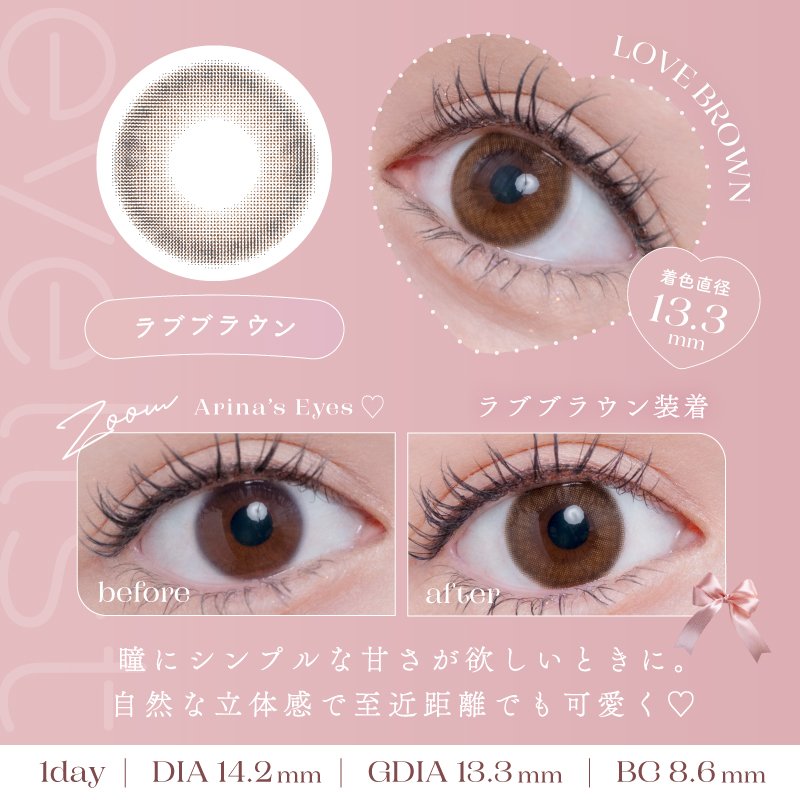 eyelist
LOVE BROWN
ラブブラウン
着色直径
13.3
mm
Zoom Arina's Eyes♡
ラブブラウン装着
before
after
瞳にシンプルな甘さが欲しいときに。
自然な立体感で至近距離でも可愛く♡
1day | DIA 14.2mm | GDIA 13.3mm | BC 8.6mm